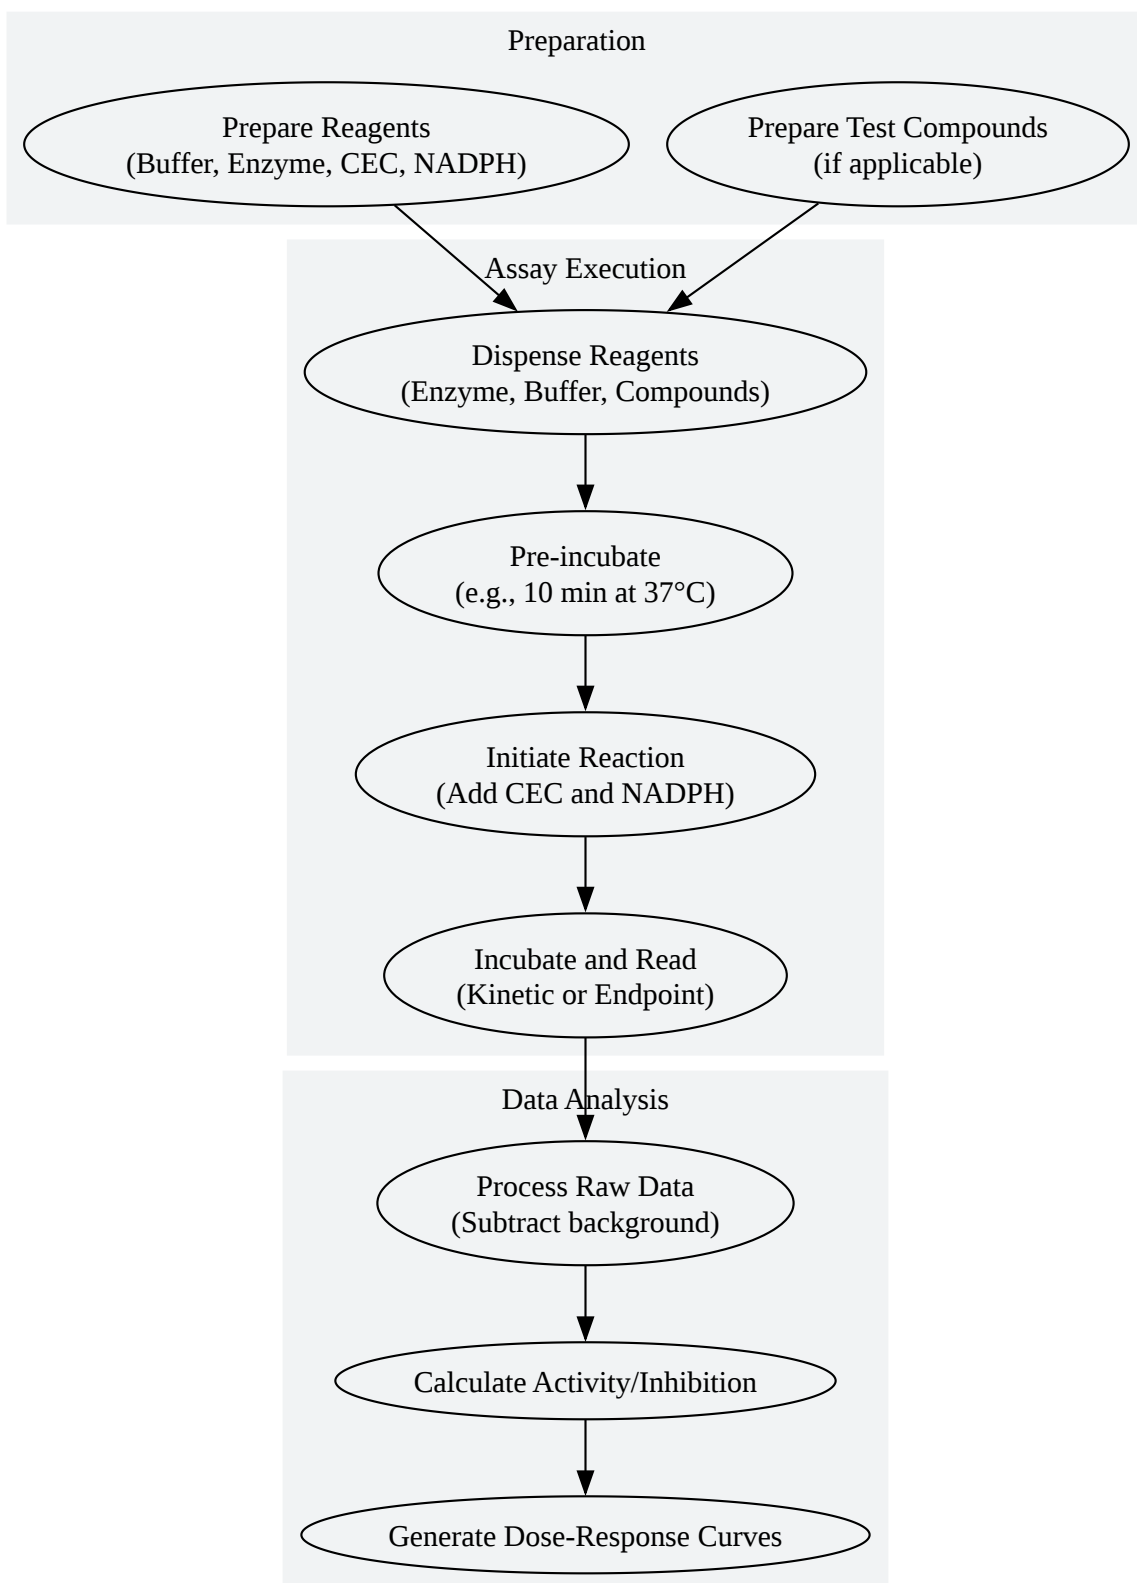 Preparation
Prepare Reagents
(Buffer, Enzyme, CEC, NADPH)
Prepare Test Compounds
(if applicable)
Assay Execution
Dispense Reagents
(Enzyme, Buffer, Compounds)
Pre-incubate
(e.g., 10 min at 37°C)
Initiate Reaction
(Add CEC and NADPH)
Incubate and Read
(Kinetic or Endpoint)
Data Analysis
Process Raw Data
(Subtract background)
Calculate Activity/Inhibition
Generate Dose-Response Curves